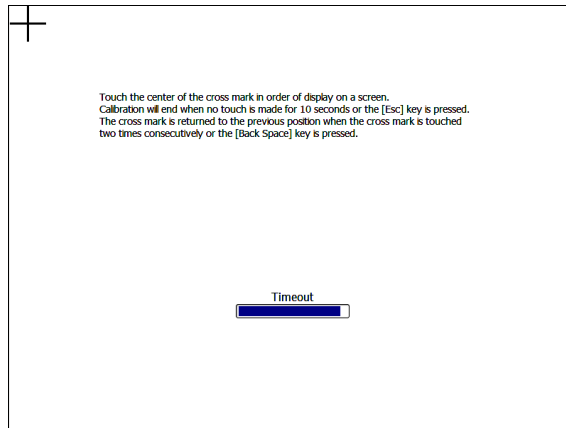 Touch the center of the cross mark in order of display on a screen.
Calibration will end when no touch is made for 10 seconds or the [Esc] key is pressed.
The cross mark is returned to the previous position when the cross mark is touched
two times consecutively or the [Back Space] key is pressed.
Timeout